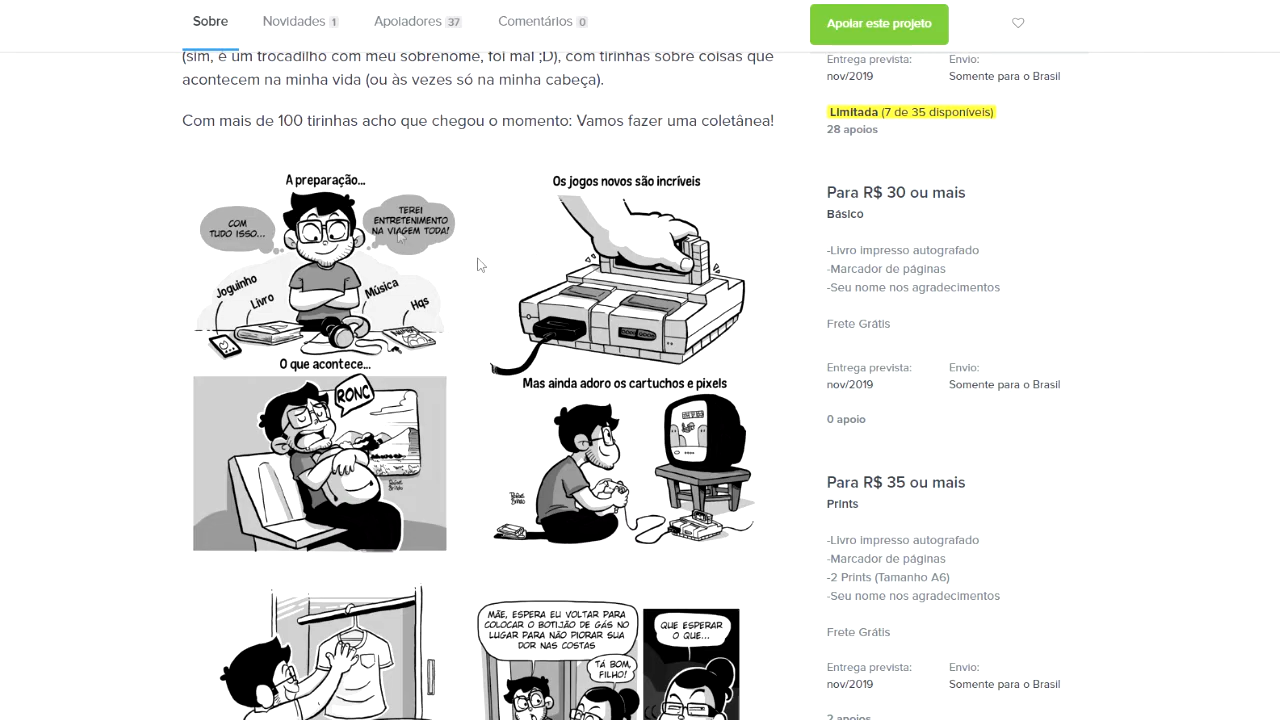 Sobre
Novidades 1
Apoiadores 37
Comentários 0
Apoiar este projeto
(sim, é um trocadilho com meu sobrenome, foi mal ;D), com tirinhas sobre coisas que
acontecem na minha vida (ou às vezes só na minha cabeça).
Com mais de 100 tirinhas acho que chegou o momento: Vamos fazer uma coletânea!
A preparação...
COM
TUDO ISSO...
TEREI
ENTRETENIMENTO
NA VIAGEM TODA!
Joguinho
Livro
Música
Hqs
O que acontece...
RONC
Os jogos novos são incríveis
Mas ainda adoro os cartuchos e pixels
MÃE, ESPERA EU VOLTAR PARA
COLOCAR O BOTIJÃO DE GÁS NO
LUGAR PARA NÃO PIORAR SUA
DOR NAS COSTAS
TÁ BOM,
FILHO!
QUE ESPERAR
O QUE...
Entrega prevista:
nov/2019
Envio:
Somente para o Brasil
Limitada (7 de 35 disponíveis)
28 apoios
Para R$ 30 ou mais
Básico
-Livro impresso autografado
-Marcador de páginas
-Seu nome nos agradecimentos
Frete Grátis
Entrega prevista:
nov/2019
Envio:
Somente para o Brasil
0 apoio
Para R$ 35 ou mais
Prints
-Livro impresso autografado
-Marcador de páginas
-2 Prints (Tamanho A6)
-Seu nome nos agradecimentos
Frete Grátis
Entrega prevista:
nov/2019
Envio:
Somente para o Brasil
2 apoios